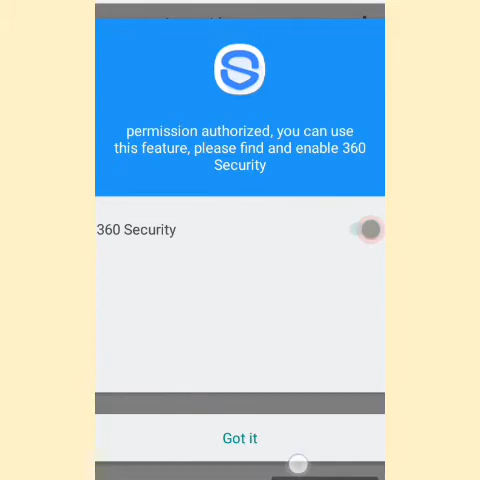 permission authorized, you can use
this feature, please find and enable 360
Security
360 Security
Got it